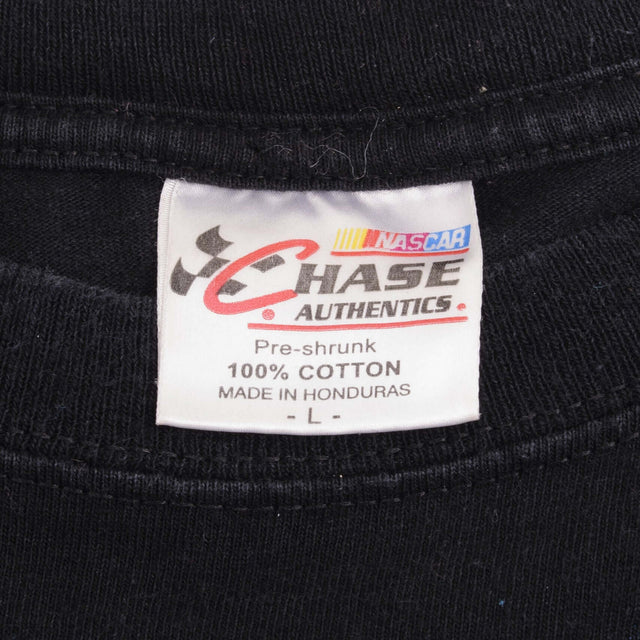 NASCAR
CHASE
AUTHENTICS.
Pre-shrunk
100% COTTON
MADE IN HONDURAS
- L -